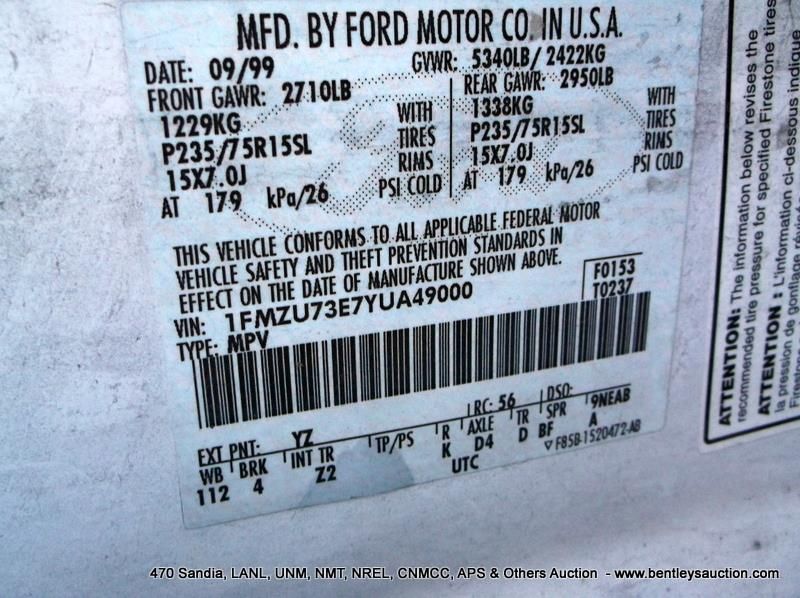 MFD. BY FORD MOTOR CO. IN U.S.A.
DATE: 09/99 GVWR: 5340LB/ 2422KG
FRONT GAWR: 2710LB REAR GAWR: 2950LB
1229KG WITH 1338KG WITH
P235/75R15SL TIRES P235/75R15SL TIRES
15X7.0J RIMS 15X7.0J RIMS
AT 179 kPa/26 PSI COLD AT 179 kPa/26 PSI COLD
THIS VEHICLE CONFORMS TO ALL APPLICABLE FEDERAL MOTOR
VEHICLE SAFETY AND THEFT PREVENTION STANDARDS IN
EFFECT ON THE DATE OF MANUFACTURE SHOWN ABOVE.
F0153
VIN: 1FMZU73E7YUA49000 T0237
TYPE: MPV
EXT PNT: YZ RC: 56 DSO:
WB BRK INT TR TP/PS R AXLE TR SPR 9NEAB
112 4 Z2 K D4 D BF A
UTC ▽ F85B-1520472-AB
ATTENTION: The information below revises the
recommended tire pressure for specified Firestone tires
ATTENTION : L'information ci-dessous indique
la pression de gonflage
470 Sandia, LANL, UNM, NMT, NREL, CNMCC, APS & Others Auction - www.bentleysauction.com